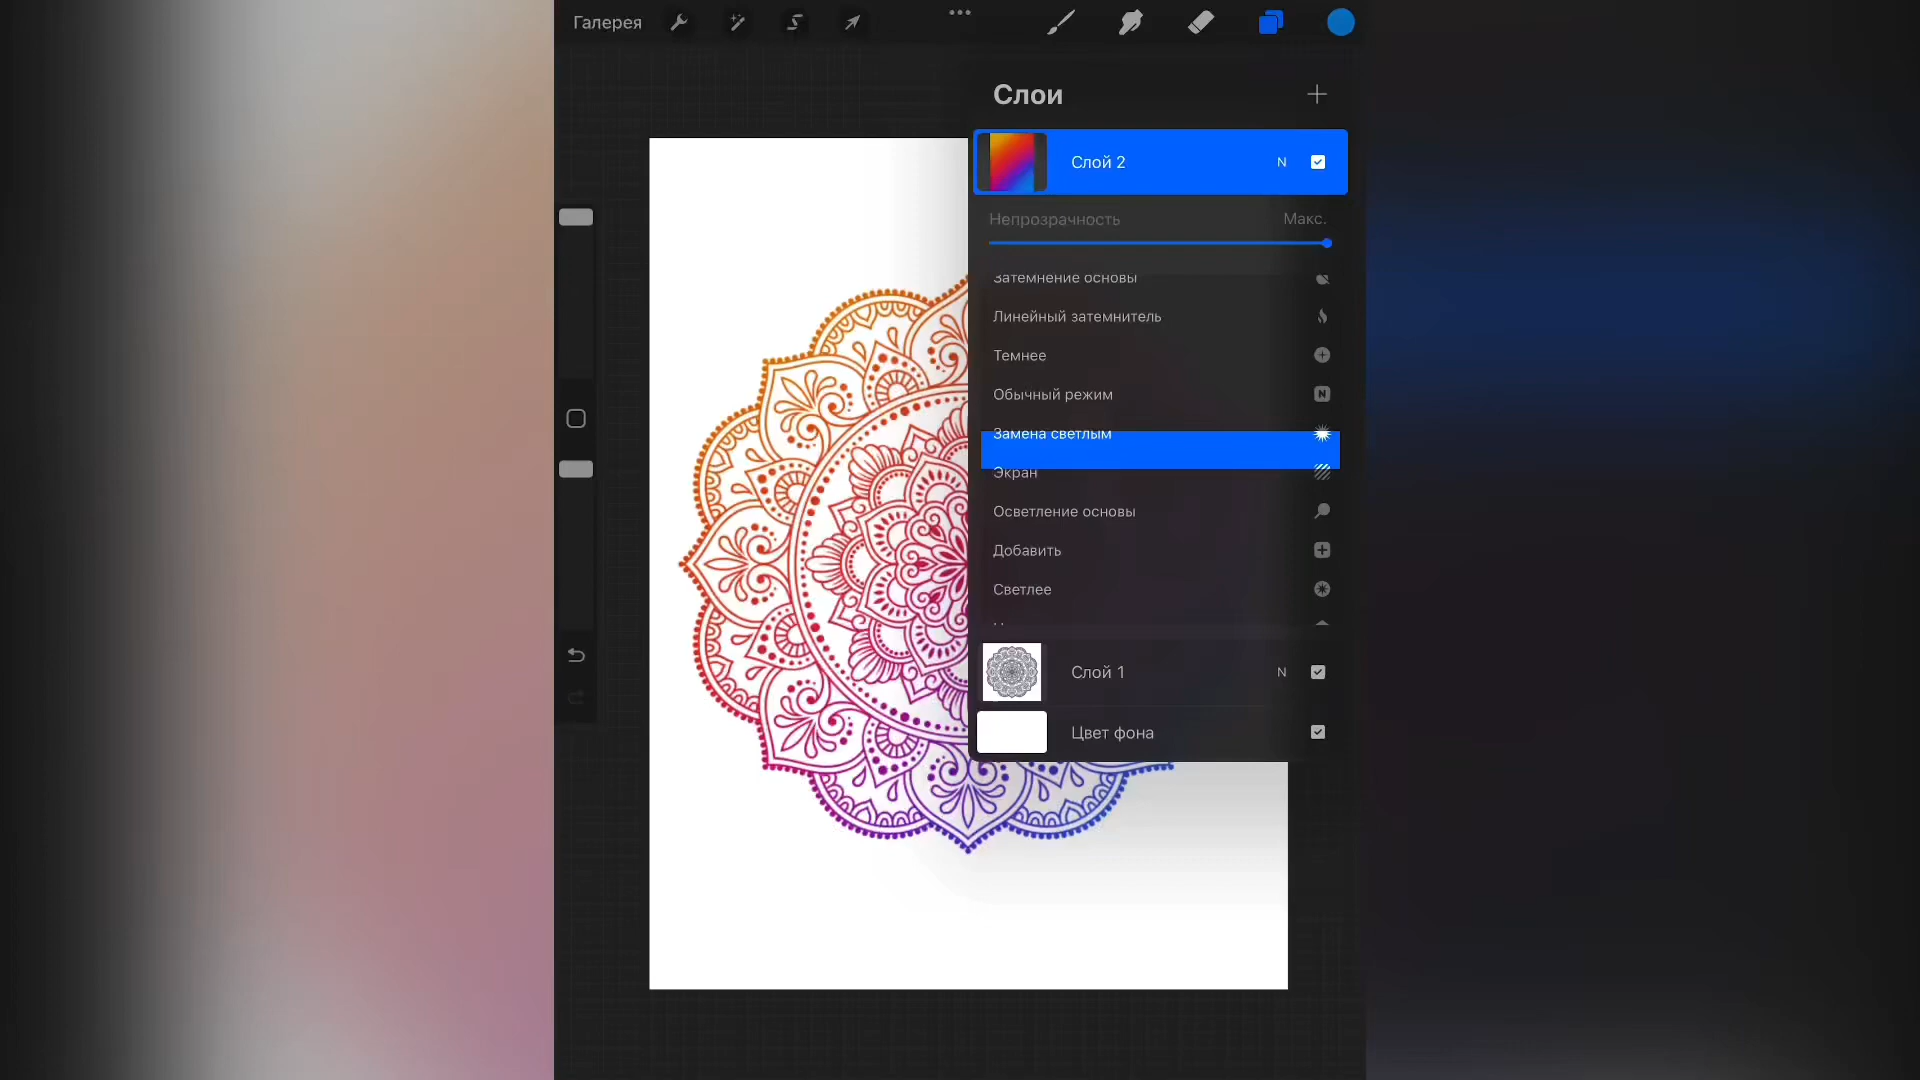 Галерея
Слои
Слой 2 N
Непрозрачность Макс.
Затемнение основы
Линейный затемнитель
Темнее
Обычный режим N
Замена светлым
Экран
Осветление основы
Добавить
Светлее
Слой 1 N
Цвет фона